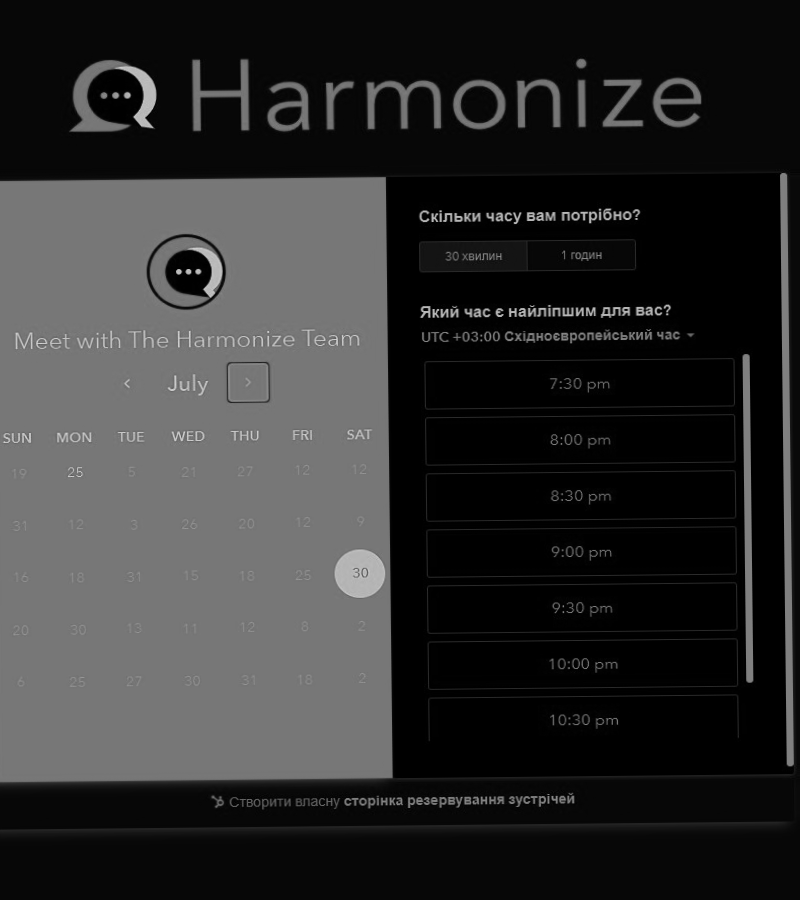 Harmonize
Meet with The Harmonize Team
July
SUN MON TUE WED THU FRI SAT
19 25 5 21 27 12 12
31 12 3 26 20 12 9
16 18 31 15 18 25 30
20 30 13 11 12 8 2
6 25 27 30 31 18 2
Скільки часу вам потрібно?
30 хвилин 1 годин
Який час є найліпшим для вас?
UTC +03:00 Східноєвропейський час
7:30 pm
8:00 pm
8:30 pm
9:00 pm
9:30 pm
10:00 pm
10:30 pm
Створити власну сторінка резервування зустрічей